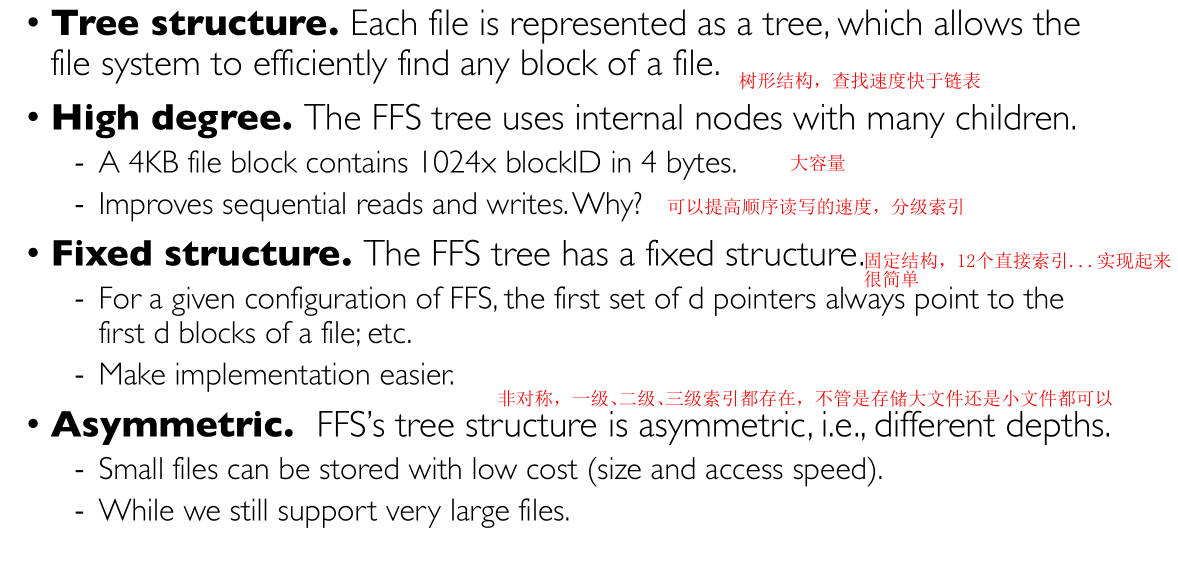 • Tree structure. Each file is represented as a tree, which allows the
file system to efficiently find any block of a file.
树形结构，查找速度快于链表
• High degree. The FFS tree uses internal nodes with many children.
- A 4KB file block contains 1024x blockID in 4 bytes. 大容量
- Improves sequential reads and writes. Why? 可以提高顺序读写的速度，分级索引
• Fixed structure. The FFS tree has a fixed structure. 固定结构，12个直接索引...实现起来
很简单
- For a given configuration of FFS, the first set of d pointers always point to the
first d blocks of a file; etc.
- Make implementation easier.
非对称，一级、二级、三级索引都存在，不管是存储大文件还是小文件都可以
• Asymmetric. FFS’s tree structure is asymmetric, i.e., different depths.
- Small files can be stored with low cost (size and access speed).
- While we still support very large files.